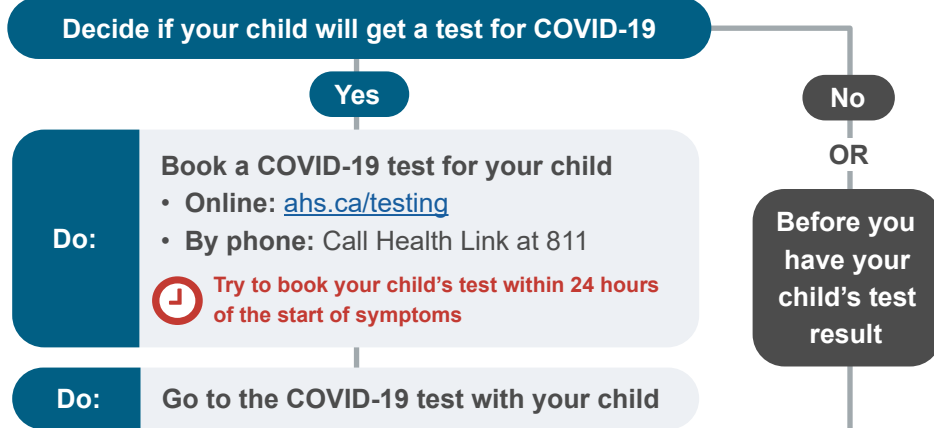 Decide if your child will get a test for COVID-19
Yes
No
OR
Do:
Book a COVID-19 test for your child
• Online: ahs.ca/testing
• By phone: Call Health Link at 811
Try to book your child’s test within 24 hours
of the start of symptoms
Before you
have your
child’s test
result
Do:
Go to the COVID-19 test with your child